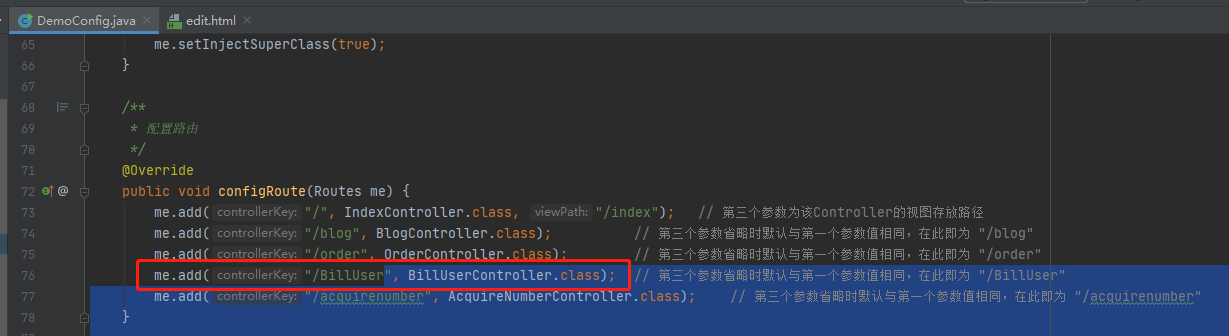 DemoConfig.java × edit.html ×
65 me.setInjectSuperClass(true);
66 }
67
68 /**
69 * 配置路由
70 */
71 @Override
72 @ public void configRoute(Routes me) {
73 me.add( controllerKey: "/", IndexController.class, viewPath: "/index"); // 第三个参数为该Controller的视图存放路径
74 me.add( controllerKey: "/blog", BlogController.class); // 第三个参数省略时默认与第一个参数值相同，在此即为 "/blog"
75 me.add( controllerKey: "/order", OrderController.class); // 第三个参数省略时默认与第一个参数值相同，在此即为 "/order"
76 me.add( controllerKey: "/BillUser", BillUserController.class); // 第三个参数省略时默认与第一个参数值相同，在此即为 "/BillUser"
77 me.add( controllerKey: "/acquirenumber", AcquireNumberController.class); // 第三个参数省略时默认与第一个参数值相同，在此即为 "/acquirenumber"
78 }